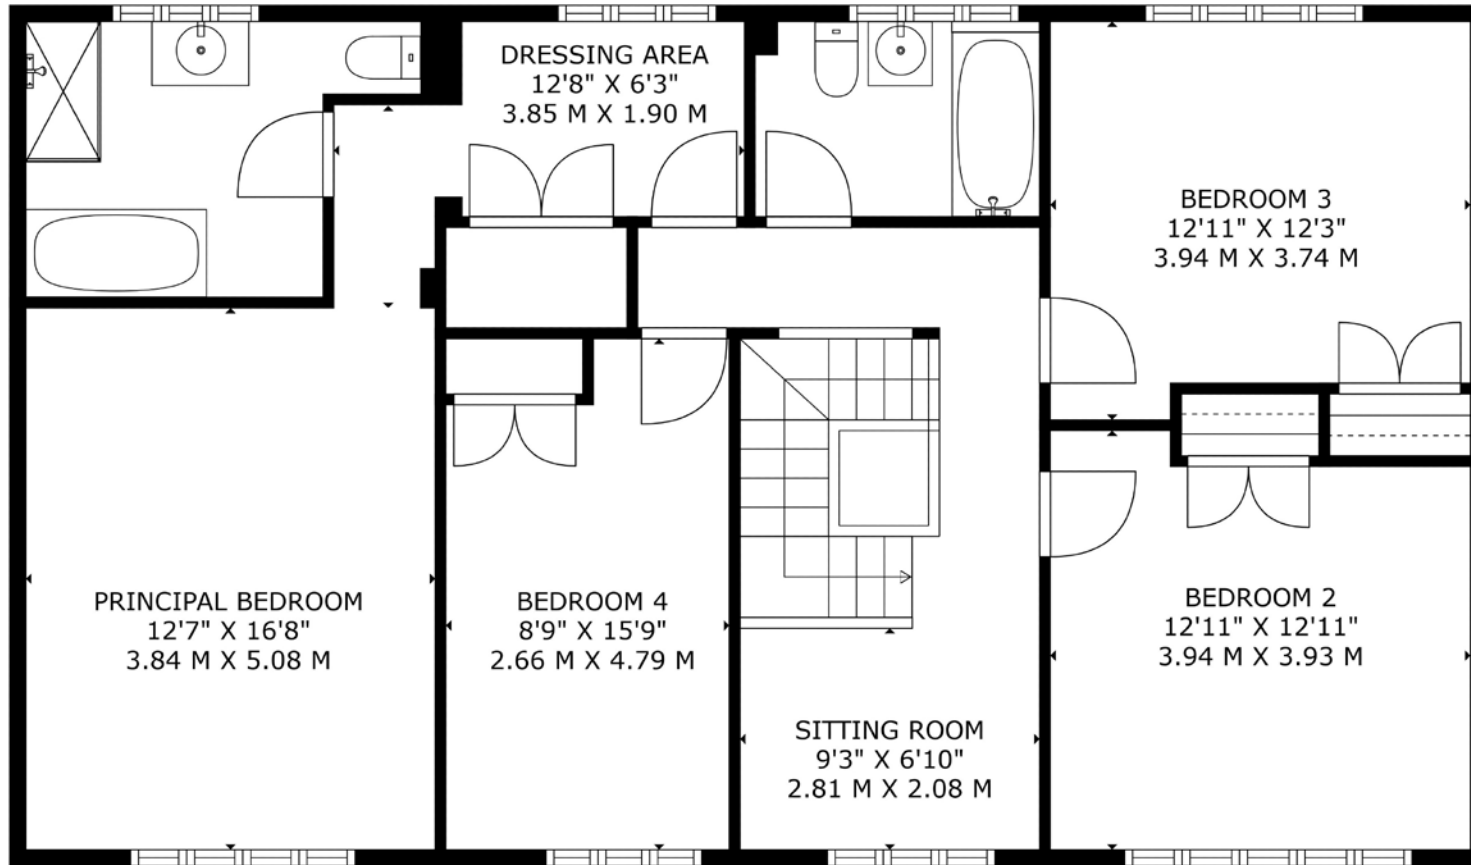 DRESSING AREA
12'8" X 6'3"
3.85 M X 1.90 M
BEDROOM 3
12'11" X 12'3"
3.94 M X 3.74 M
PRINCIPAL BEDROOM
12'7" X 16'8"
3.84 M X 5.08 M
BEDROOM 4
8'9" X 15'9"
2.66 M X 4.79 M
SITTING ROOM
9'3" X 6'10"
2.81 M X 2.08 M
BEDROOM 2
12'11" X 12'11"
3.94 M X 3.93 M